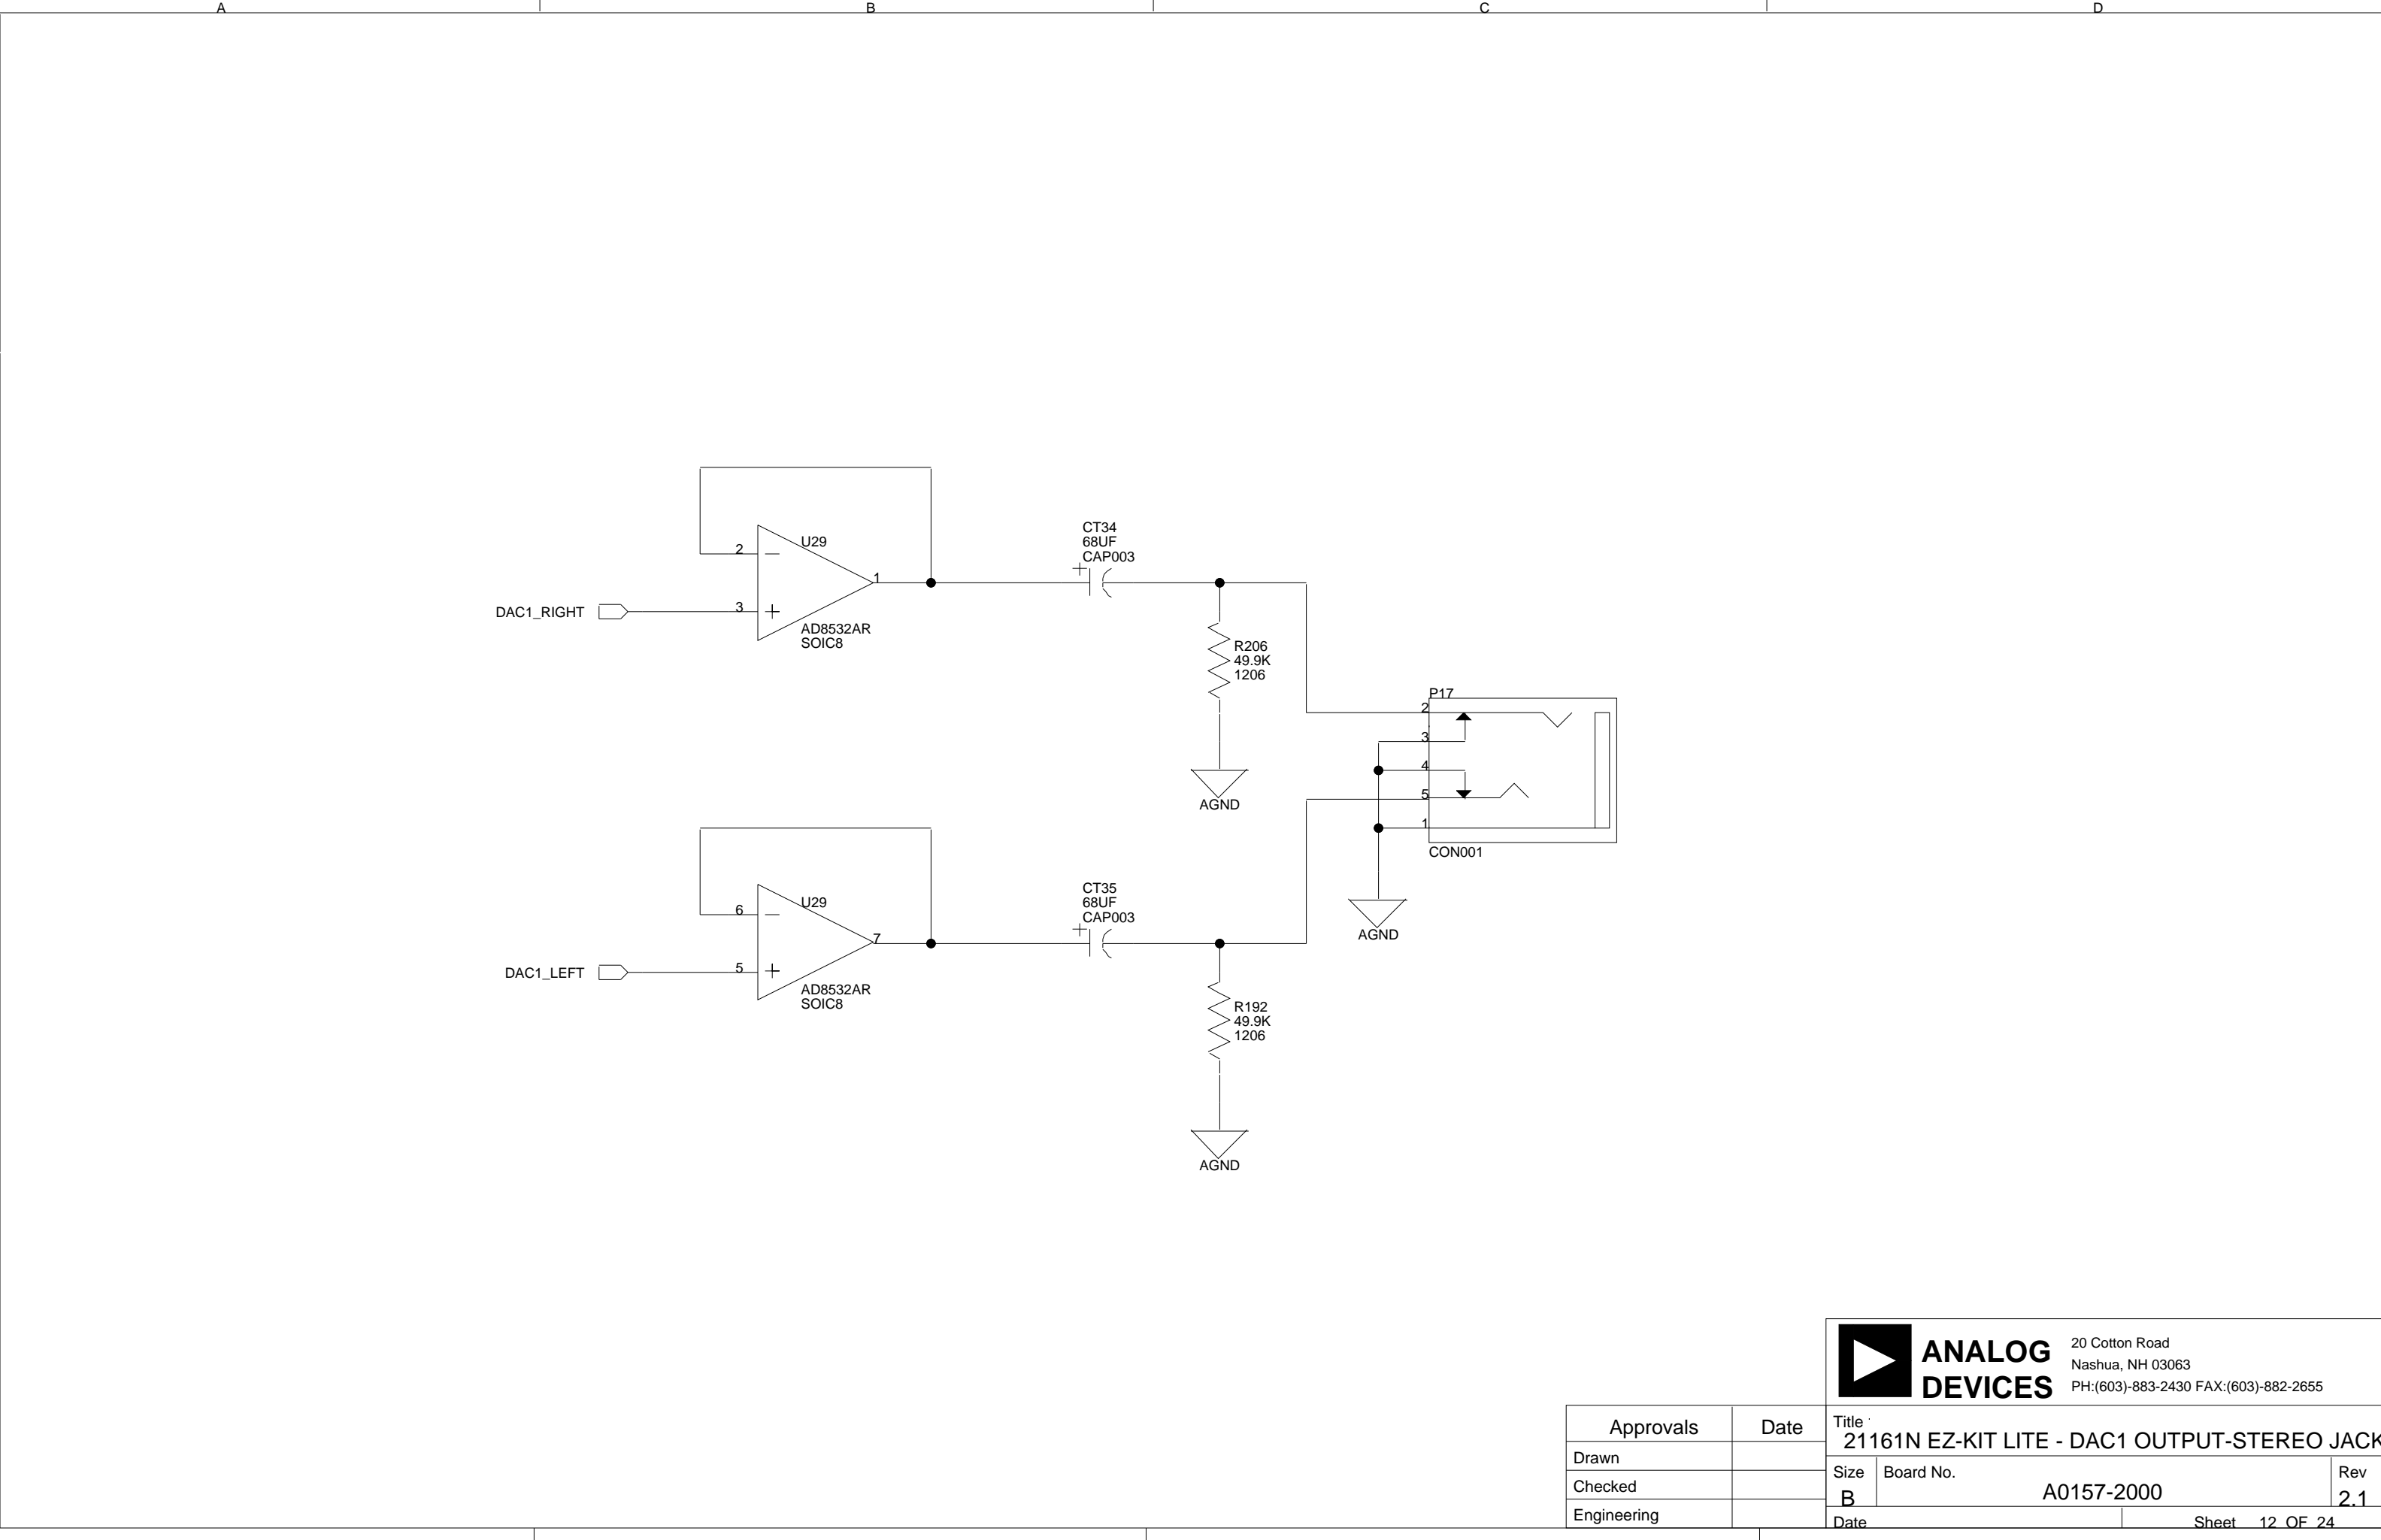 A
B
C
D
CT34
68UF
CAP003
2
U29
1
DAC1_RIGHT
3
AD8532AR
SOIC8
R206
49.9K
1206
AGND
P17
2
3
4
5
1
CON001
AGND
CT35
68UF
CAP003
6
U29
7
DAC1_LEFT
5
AD8532AR
SOIC8
R192
49.9K
1206
AGND
ANALOG
DEVICES
20 Cotton Road
Nashua, NH 03063
PH:(603)-883-2430 FAX:(603)-882-2655
Approvals Date
Drawn
Checked
Engineering
Title
21161N EZ-KIT LITE - DAC1 OUTPUT-STEREO JACK
Size Board No. Rev
B A0157-2000 2.1
Date Sheet 12 OF 24